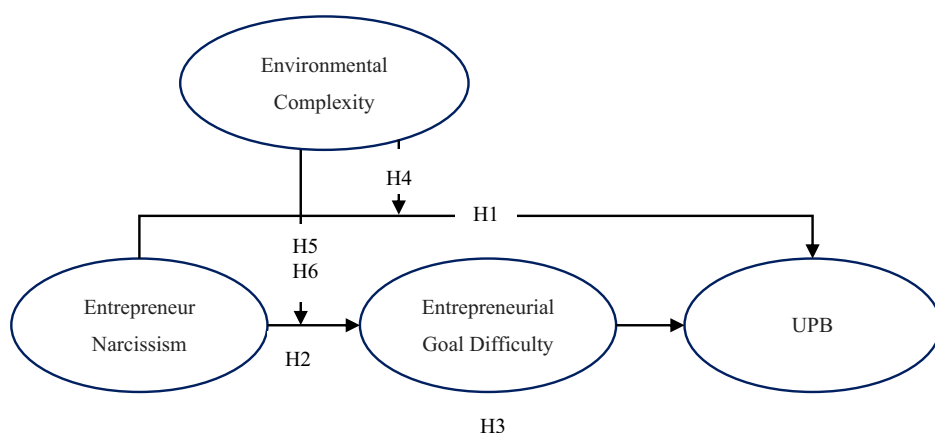 Environmental
Complexity
H4
H1
H5
H6
Entrepreneur
Narcissism
Entrepreneurial
Goal Difficulty
UPB
H2
H3